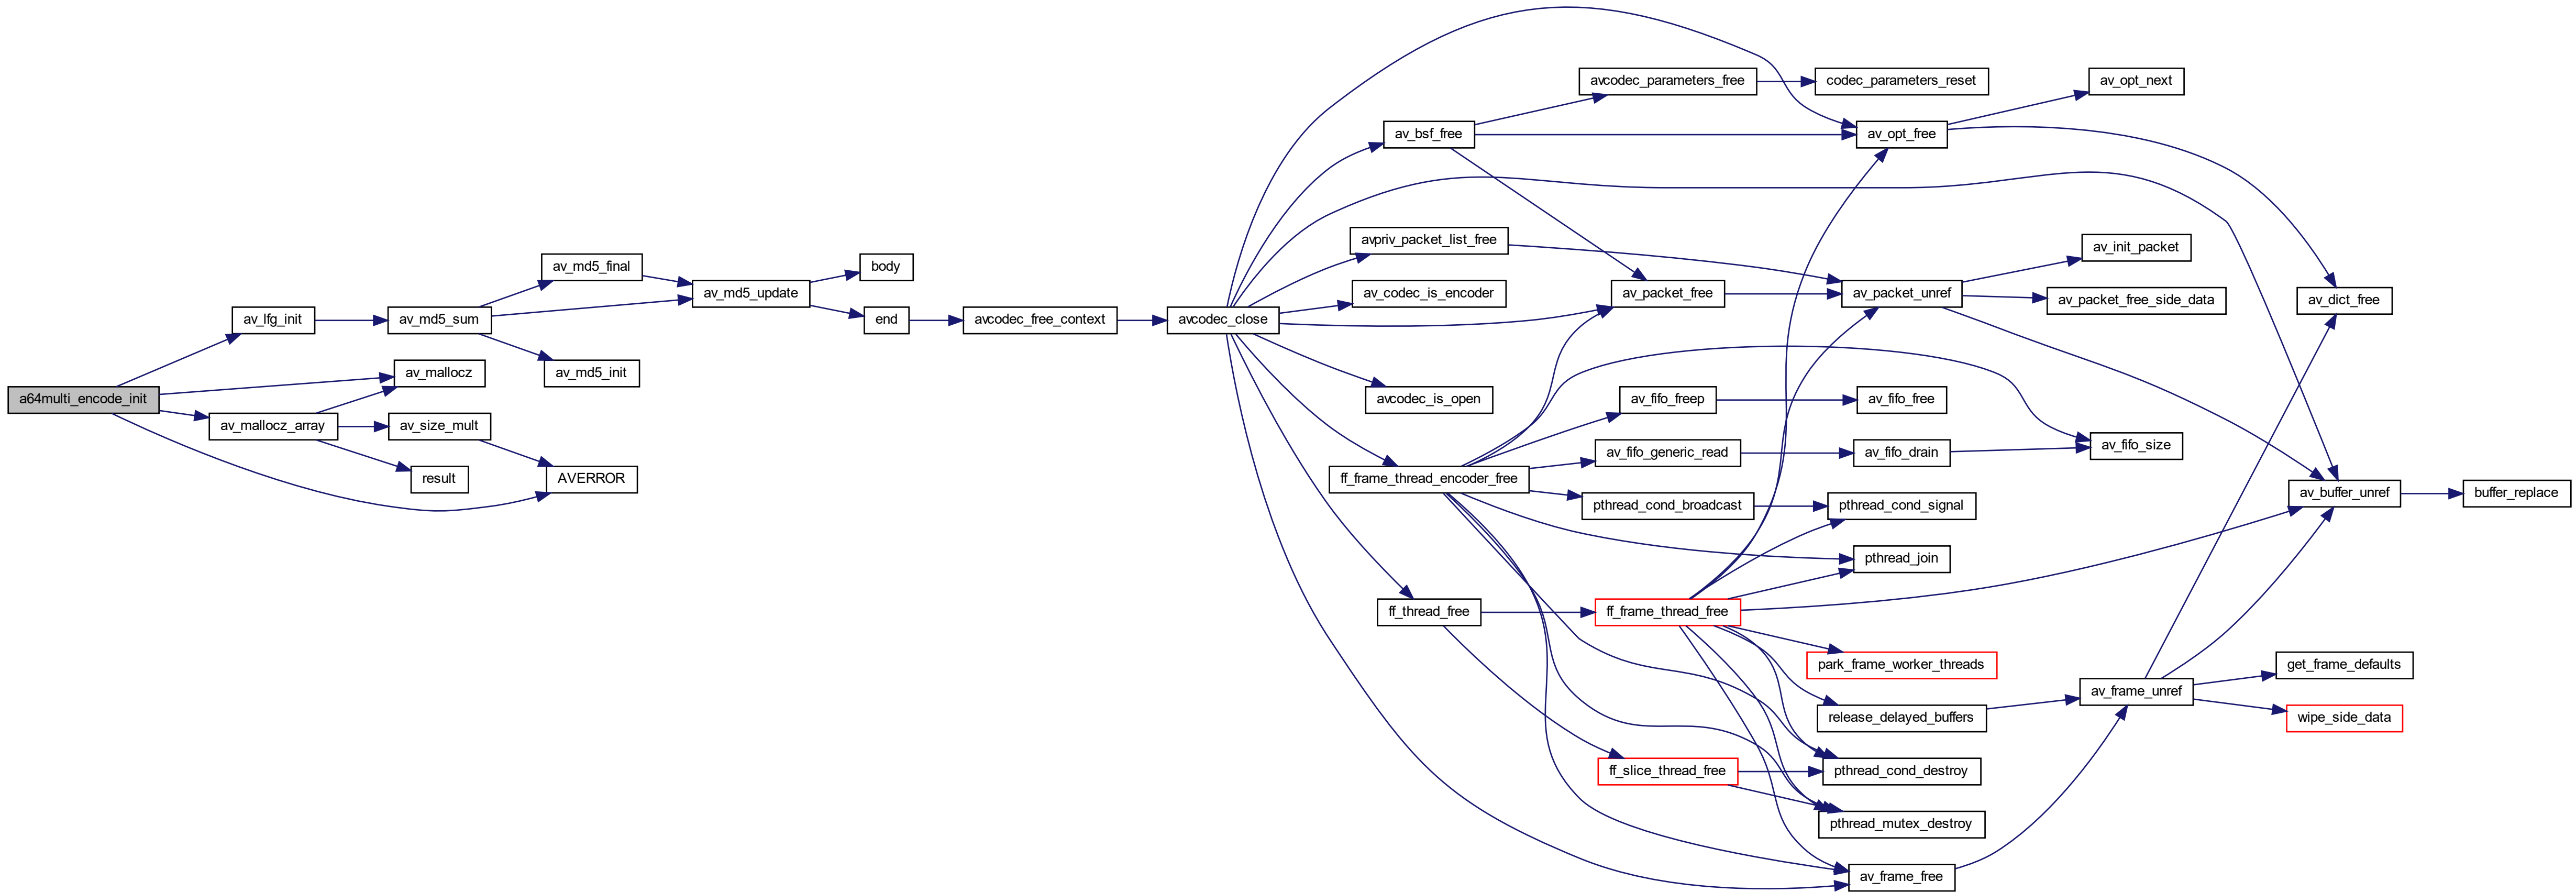 a64multi_encode_init
av_lfg_init
av_mallocz
av_mallocz_array
av_md5_sum
av_size_mult
result
av_md5_final
av_md5_init
AVERROR
av_md5_update
body
end
avcodec_free_context
avcodec_close
av_bsf_free
avpriv_packet_list_free
av_codec_is_encoder
avcodec_is_open
ff_frame_thread_encoder_free
ff_thread_free
avcodec_parameters_free
av_packet_free
av_fifo_freep
av_fifo_generic_read
pthread_cond_broadcast
ff_frame_thread_free
ff_slice_thread_free
codec_parameters_reset
av_opt_free
av_packet_unref
av_fifo_free
av_fifo_drain
pthread_cond_signal
pthread_join
park_frame_worker_threads
release_delayed_buffers
pthread_cond_destroy
pthread_mutex_destroy
av_frame_free
av_opt_next
av_init_packet
av_packet_free_side_data
av_fifo_size
av_frame_unref
av_dict_free
av_buffer_unref
get_frame_defaults
wipe_side_data
buffer_replace